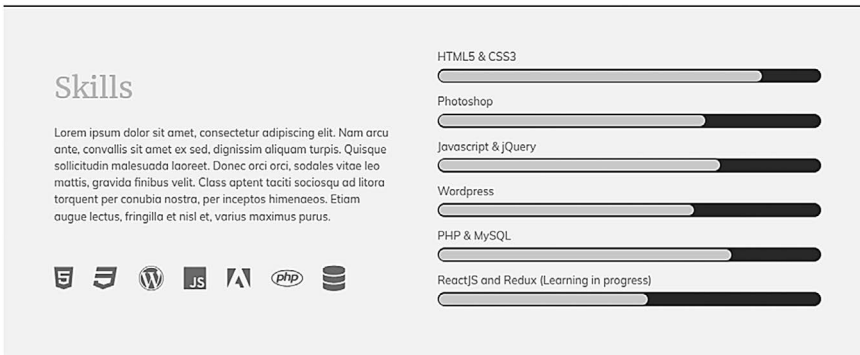 Skills
Lorem ipsum dolor sit amet, consectetur adipiscing elit. Nam arcu
ante, convallis sit amet ex sed, dignissim aliquam turpis. Quisque
sollicitudin malesuada laoreet. Donec orci orci, sodales vitae leo
mattis, gravida finibus velit. Class aptent taciti sociosqu ad litora
torquent per conubia nostra, per inceptos himenaeos. Etiam
augue lectus, fringilla et nisl et, varius maximus purus.
5
3
W
JS
php
HTML5 & CSS3
Photoshop
Javascript & jQuery
Wordpress
PHP & MySQL
ReactJS and Redux (Learning in progress)